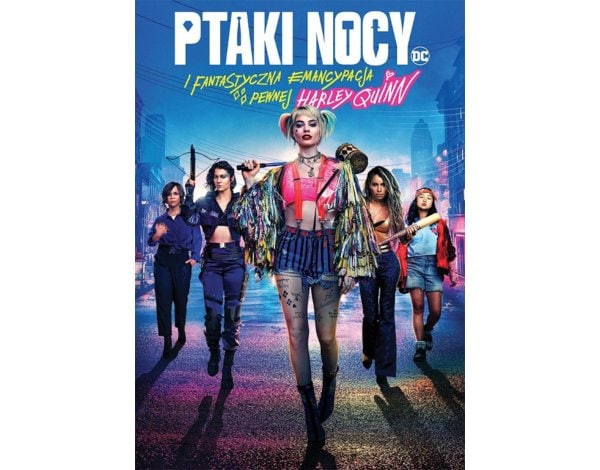 PTAKI NOCY
DC
I FANTASTYCZNA EMANCYPACJA
PEWNEJ HARLEY QUINN